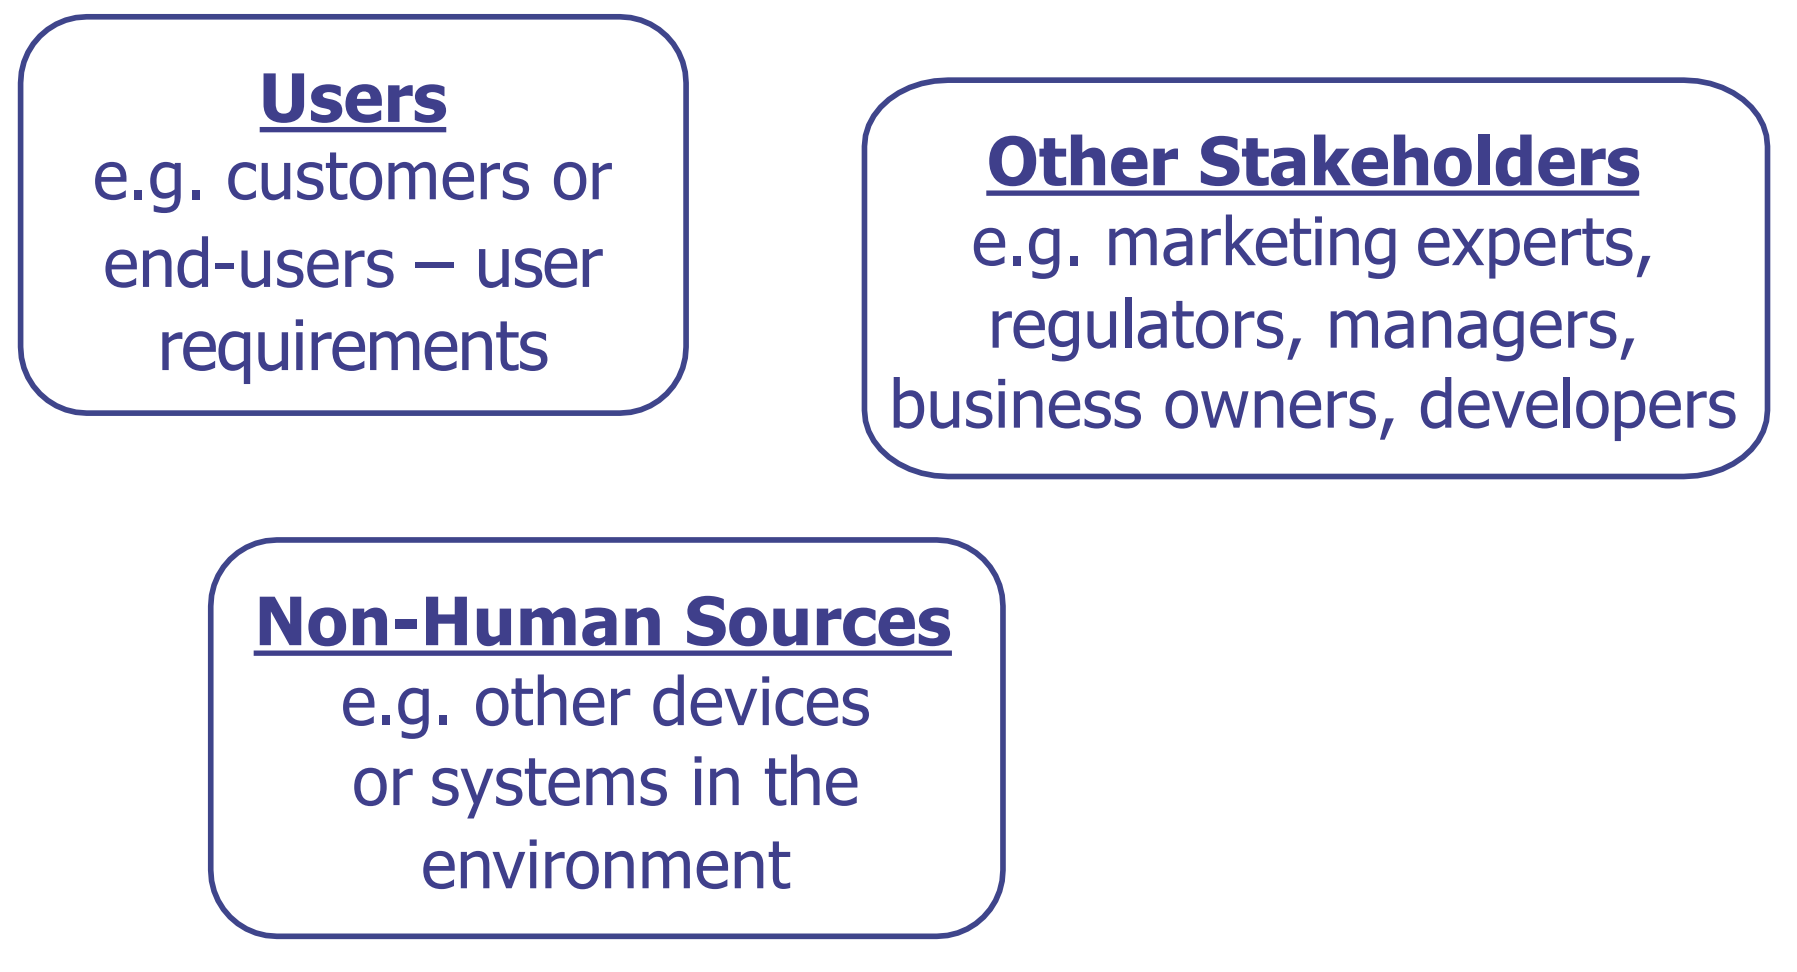 Users
e.g. customers or
end-users – user
requirements
Other Stakeholders
e.g. marketing experts,
regulators, managers,
business owners, developers
Non-Human Sources
e.g. other devices
or systems in the
environment